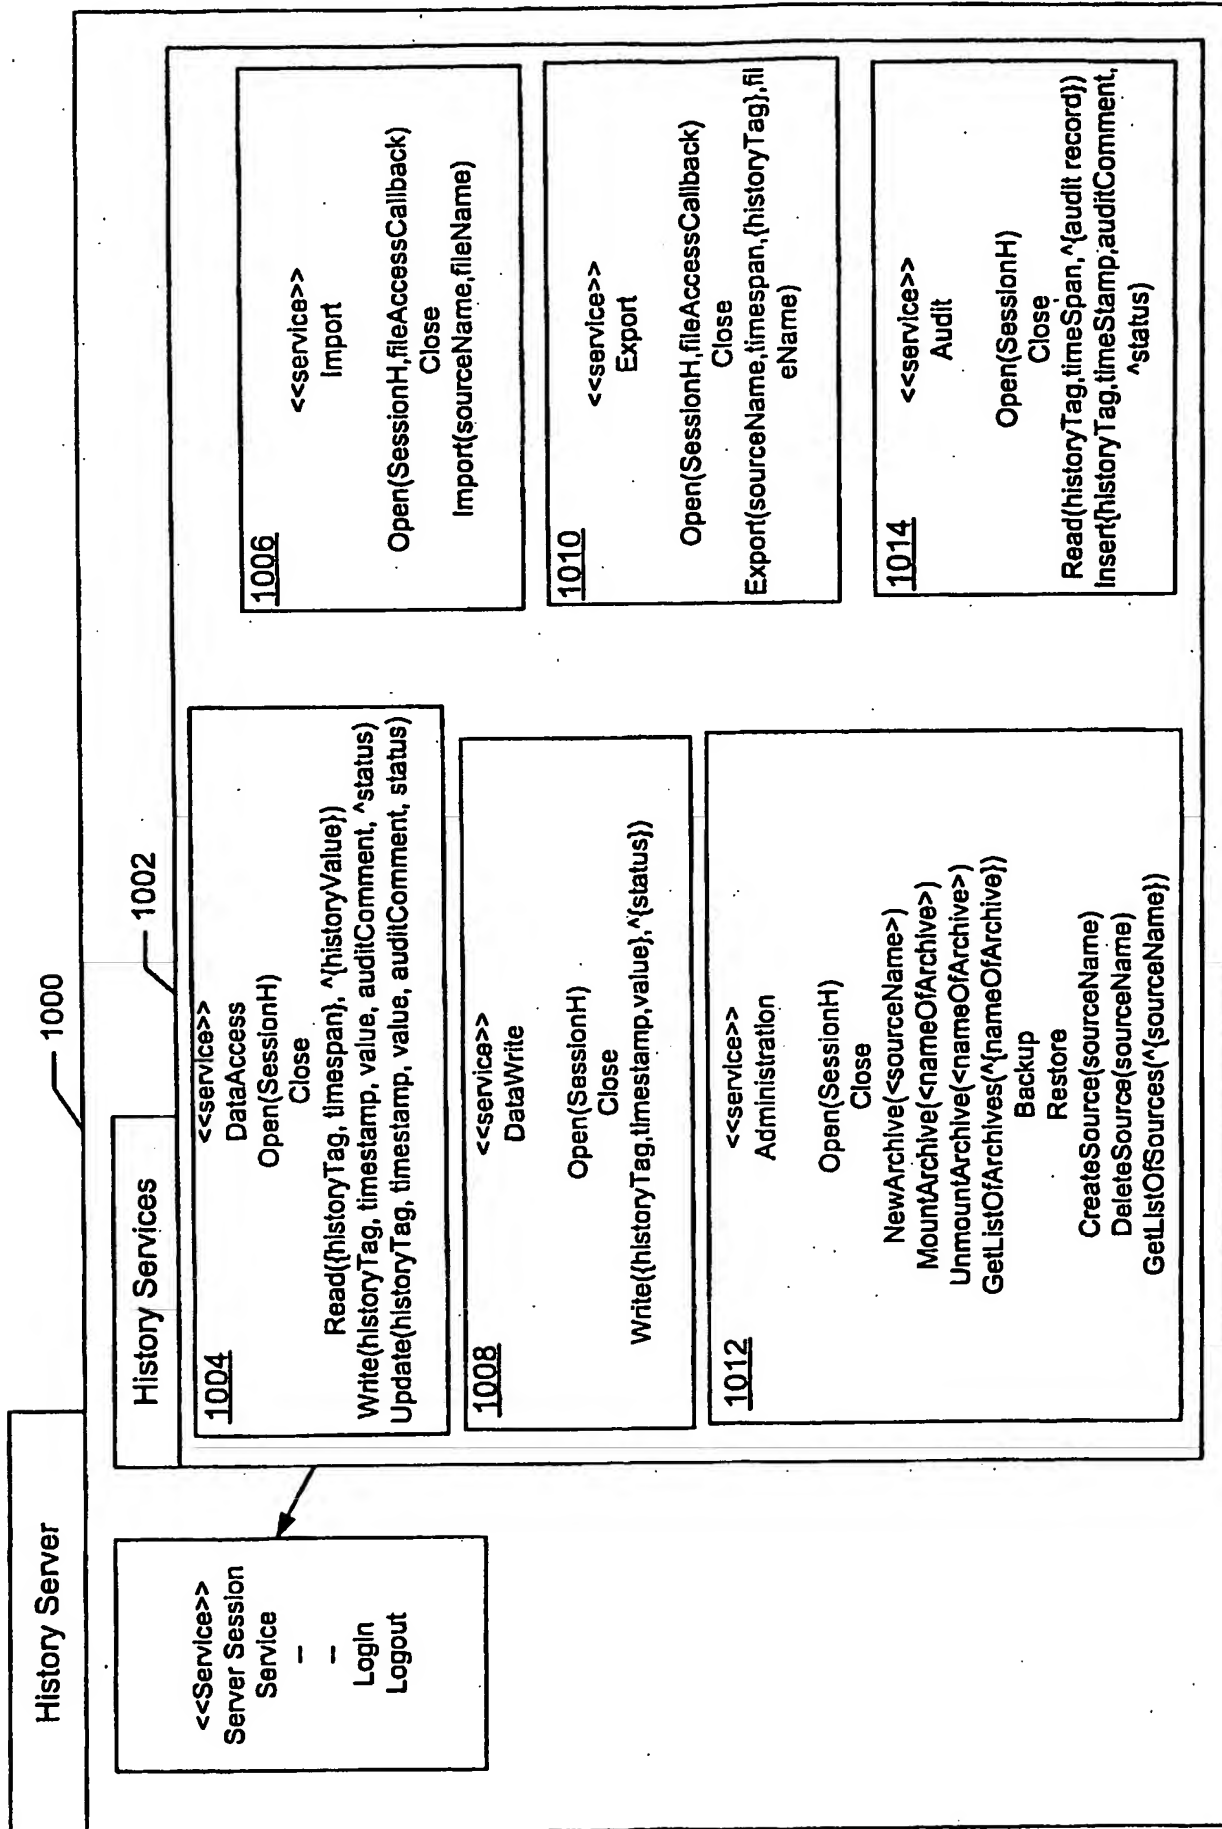 History Server
1000
<<Service>>
Server Session
Service
--
--
Login
Logout
History Services
1002
1004
<<service>>
DataAccess
Open(SessionH)
Close
Read({historyTag, timespan}, ^{historyValue})
Write(historyTag, timestamp, value, auditComment, ^status)
Update(historyTag, timestamp, value, auditComment, status)
1006
<<service>>
Import
Open(SessionH,fileAccessCallback)
Close
Import(sourceName,fileName)
1008
<<service>>
DataWrite
Open(SessionH)
Close
Write({historyTag,timestamp,value},^{status})
1010
<<service>>
Export
Open(SessionH,fileAccessCallback)
Close
Export(sourceName,timespan,{historyTag},fil
eName)
1012
<<service>>
Administration
Open(SessionH)
Close
NewArchive(<sourceName>)
MountArchive(<nameOfArchive>)
UnmountArchive(<nameOfArchive>)
GetListOfArchives(^{nameOfArchive})
Backup
Restore
CreateSource(sourceName)
DeleteSource(sourceName)
GetListOfSources(^{sourceName})
1014
<<service>>
Audit
Open(SessionH)
Close
Read(historyTag,timeSpan,^{audit record})
Insert(historyTag,timeStamp,auditComment,
^status)